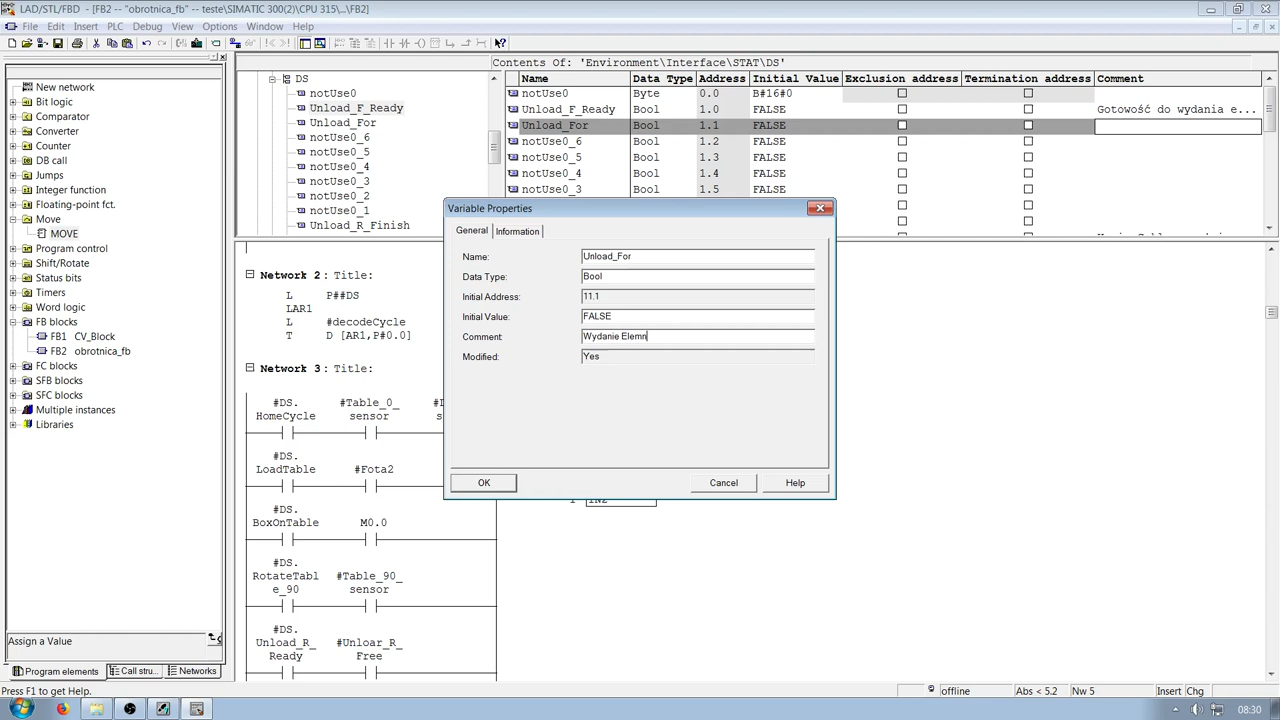 LAD/STL/FBD - [FB2 -- "obrotnica_fb" -- teste\SIMATIC 300(2)\CPU 315\...\FB2]
File Edit Insert PLC Debug View Options Window Help
Contents Of: 'Environment\Interface\STAT\DS'
New network
Bit logic
Comparator
Converter
Counter
DB call
Jumps
Integer function
Floating-point fct.
Move
MOVE
Program control
Shift/Rotate
Status bits
Timers
Word logic
FB blocks
FB1 CV_Block
FB2 obrotnica_fb
FC blocks
SFB blocks
SFC blocks
Multiple instances
Libraries
Assign a Value
Program elements Call stru... Networks
DS
notUse0
Unload_F_Ready
Unload_For
notUse0_6
notUse0_5
notUse0_4
notUse0_3
notUse0_2
notUse0_1
Unload_R_Finish
Name Data Type Address Initial Value Exclusion address Termination address Comment
notUse0 Byte 0.0 B#16#0
Unload_F_Ready Bool 1.0 FALSE Gotowość do wydania e...
Unload_For Bool 1.1 FALSE
notUse0_6 Bool 1.2 FALSE
notUse0_5 Bool 1.3 FALSE
notUse0_4 Bool 1.4 FALSE
notUse0_3 Bool 1.5 FALSE
Network 2: Title:
L P##DS
LAR1
L #decodeCycle
T D [AR1,P#0.0]
Network 3: Title:
#DS.
HomeCycle
#Table_0_
sensor
#DS.
LoadTable
#Fota2
#DS.
BoxOnTable
M0.0
#DS.
RotateTabl
e_90
#Table_90_
sensor
#DS.
Unload_R_
Ready
#Unloar_R_
Free
IN2
Variable Properties
General Information
Name: Unload_For
Data Type: Bool
Initial Address: 11.1
Initial Value: FALSE
Comment: Wydanie Elemn
Modified: Yes
OK Cancel Help
Press F1 to get Help.
offline Abs < 5.2 Nw 5 Insert Chg
08:30